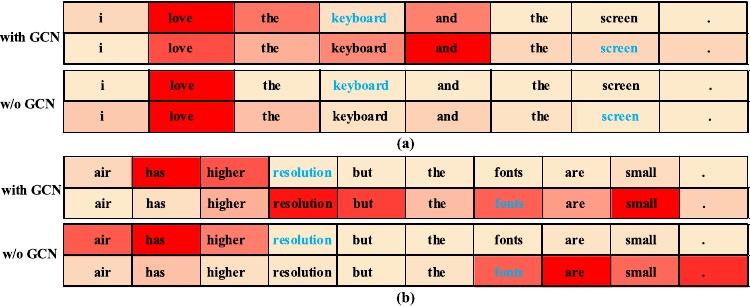 with GCN
i love the keyboard and the screen .
i love the keyboard and the screen .
w/o GCN
i love the keyboard and the screen .
i love the keyboard and the screen .
(a)
with GCN
air has higher resolution but the fonts are small .
air has higher resolution but the fonts are small .
w/o GCN
air has higher resolution but the fonts are small .
air has higher resolution but the fonts are small .
(b)